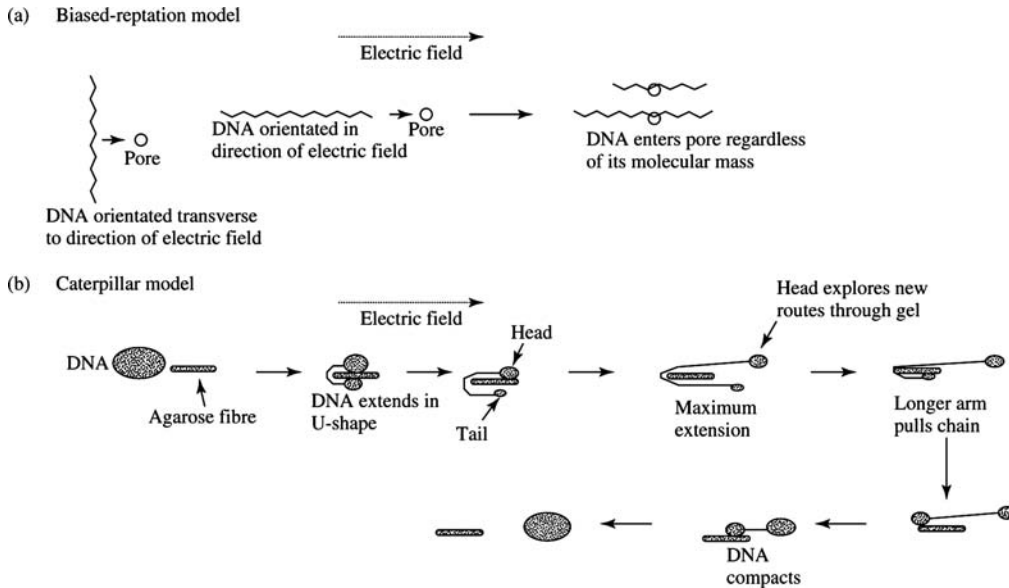 (a) Biased-reptation model
Electric field
Pore
DNA orientated transverse
to direction of electric field
DNA orientated in
direction of electric field
Pore
DNA enters pore regardless
of its molecular mass
(b) Caterpillar model
Electric field
DNA
Agarose fibre
DNA extends in
U-shape
Head
Tail
Maximum
extension
Head explores new
routes through gel
Longer arm
pulls chain
DNA
compacts